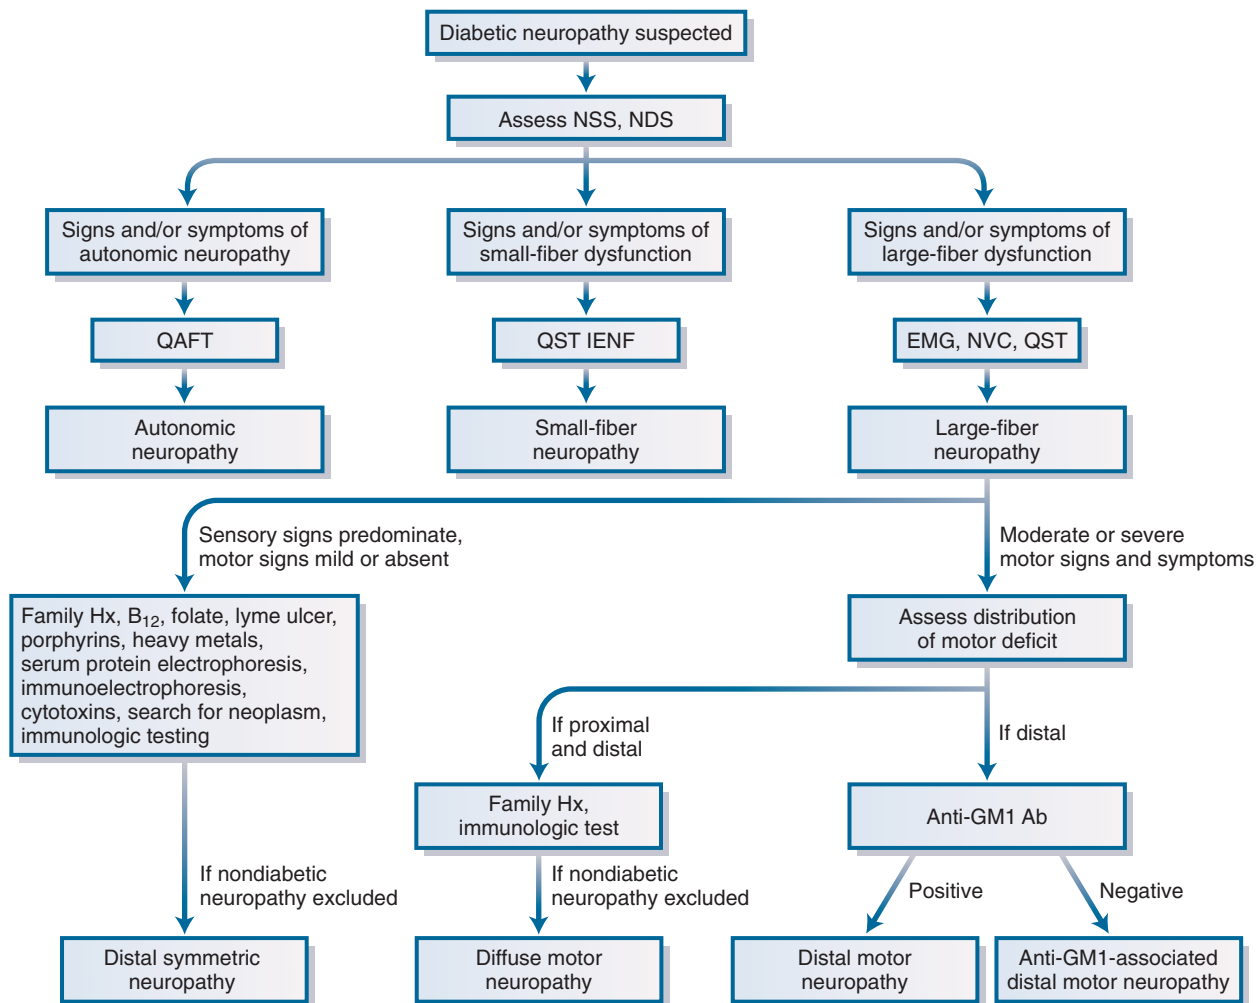 Diabetic neuropathy suspected
Assess NSS, NDS
Signs and/or symptoms of
autonomic neuropathy
Signs and/or symptoms of
small-fiber dysfunction
Signs and/or symptoms of
large-fiber dysfunction
QAFT
QST IENF
EMG, NVC, QST
Autonomic
neuropathy
Small-fiber
neuropathy
Large-fiber
neuropathy
Sensory signs predominate,
motor signs mild or absent
Moderate or severe
motor signs and symptoms
Family Hx, B12, folate, lyme ulcer,
porphyrins, heavy metals,
serum protein electrophoresis,
immunoelectrophoresis,
cytotoxins, search for neoplasm,
immunologic testing
Assess distribution
of motor deficit
If proximal
and distal
If distal
Family Hx,
immunologic test
Anti-GM1 Ab
If nondiabetic
neuropathy excluded
If nondiabetic
neuropathy excluded
Positive
Negative
Distal symmetric
neuropathy
Diffuse motor
neuropathy
Distal motor
neuropathy
Anti-GM1-associated
distal motor neuropathy